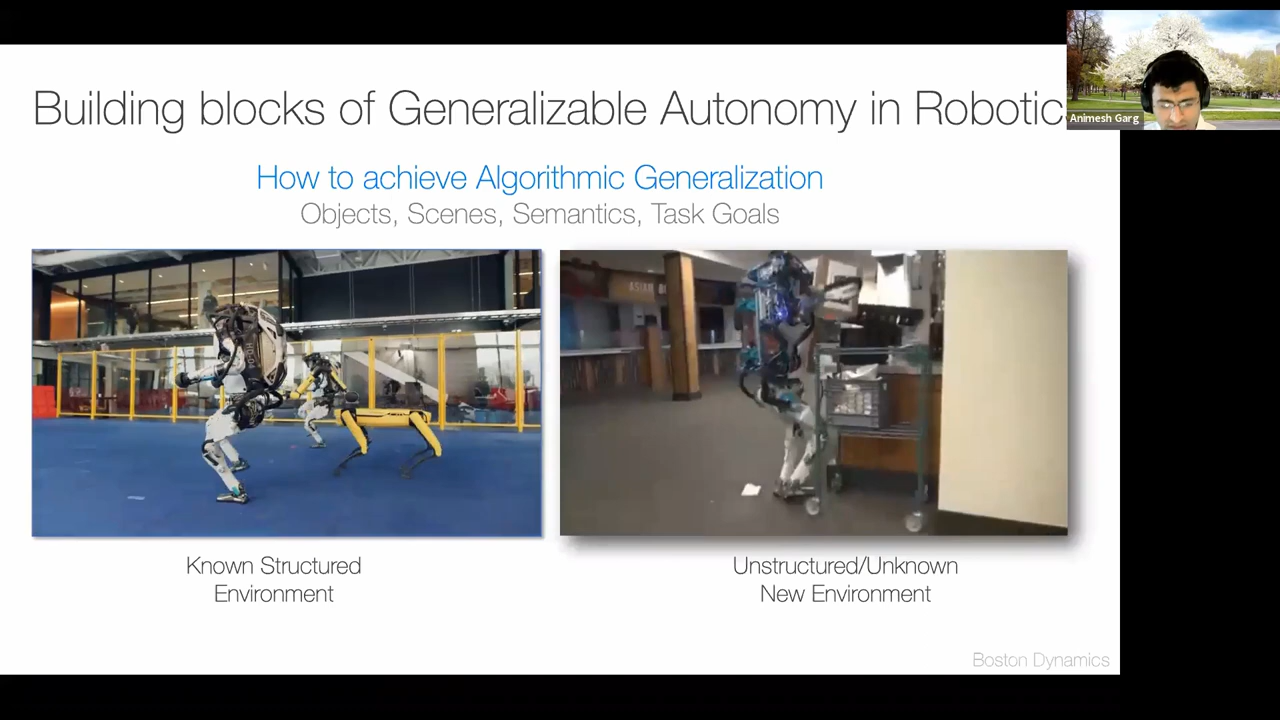 Building blocks of Generalizable Autonomy in Robotic
Animesh Garg
How to achieve Algorithmic Generalization
Objects, Scenes, Semantics, Task Goals
ASIAN
Known Structured
Environment
Unstructured/Unknown
New Environment
Boston Dynamics